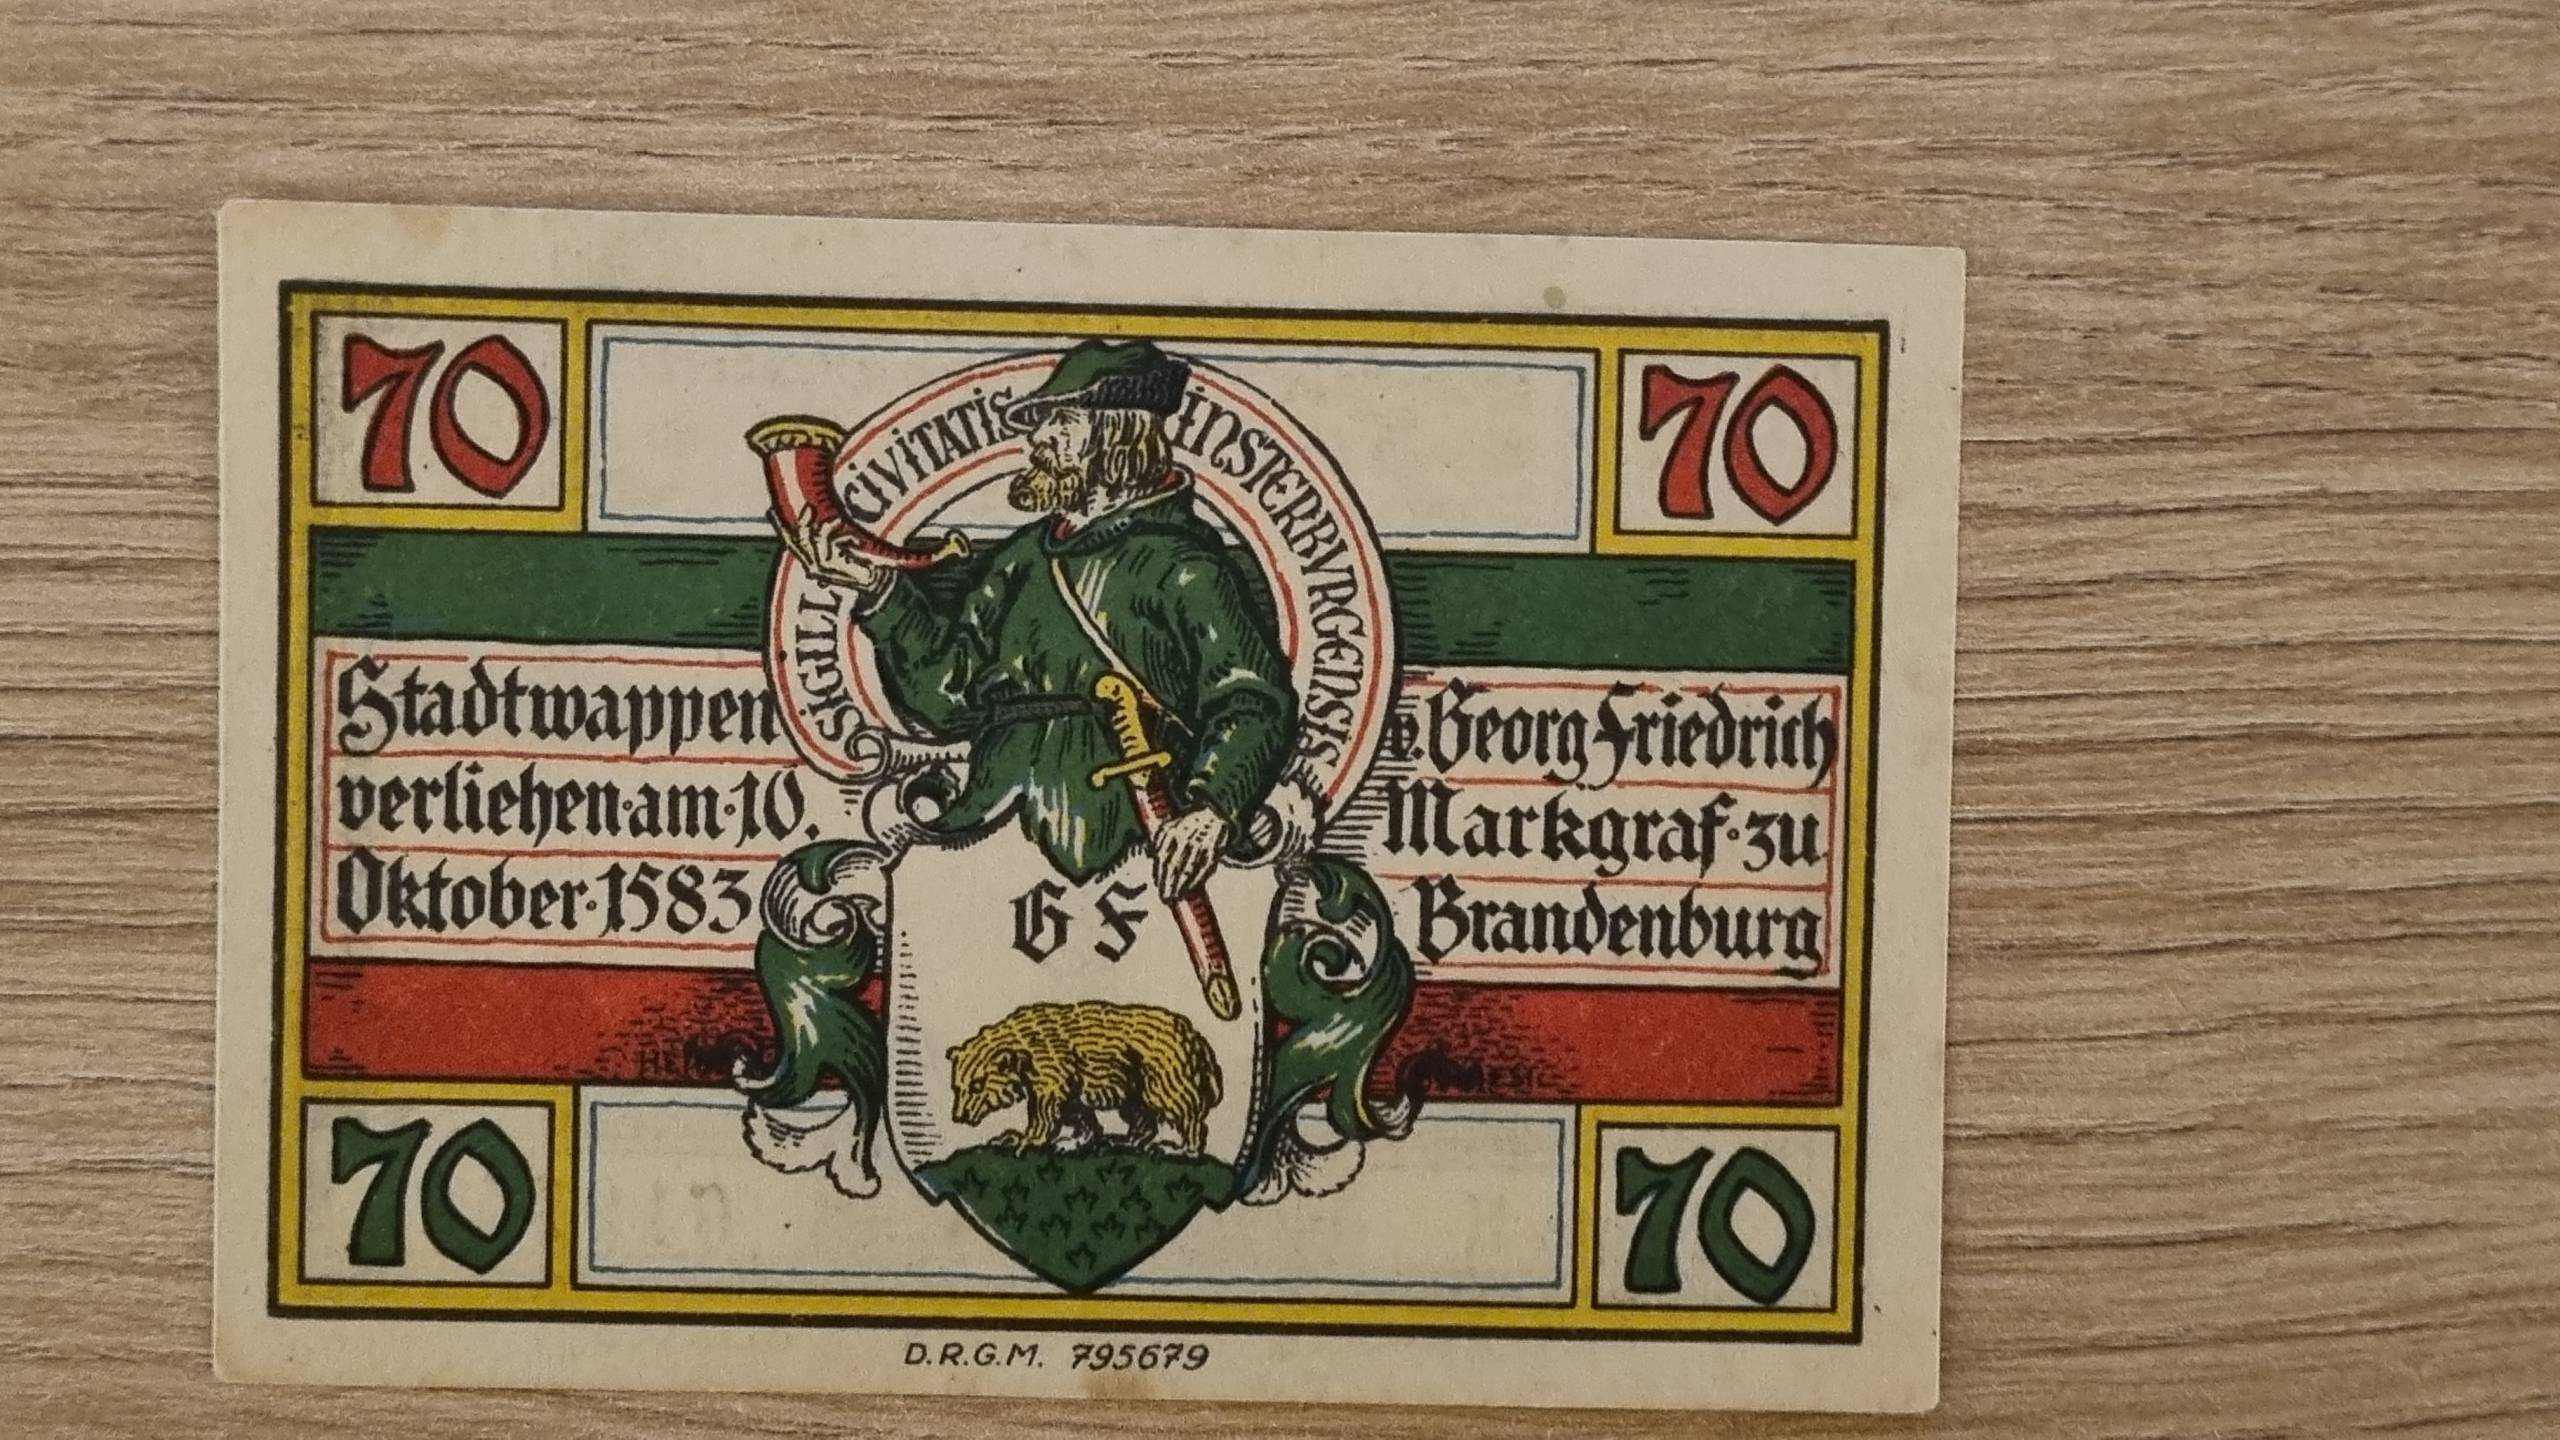 70
70
SIGILL CIVITATIS INSTERBVRGENSIS
Stadtwappen
verliehen·am·10.
Oktober·1583
v. Georg Friedrich
Markgraf·zu
Brandenburg
G F
70
70
D.R.G.M. 795679